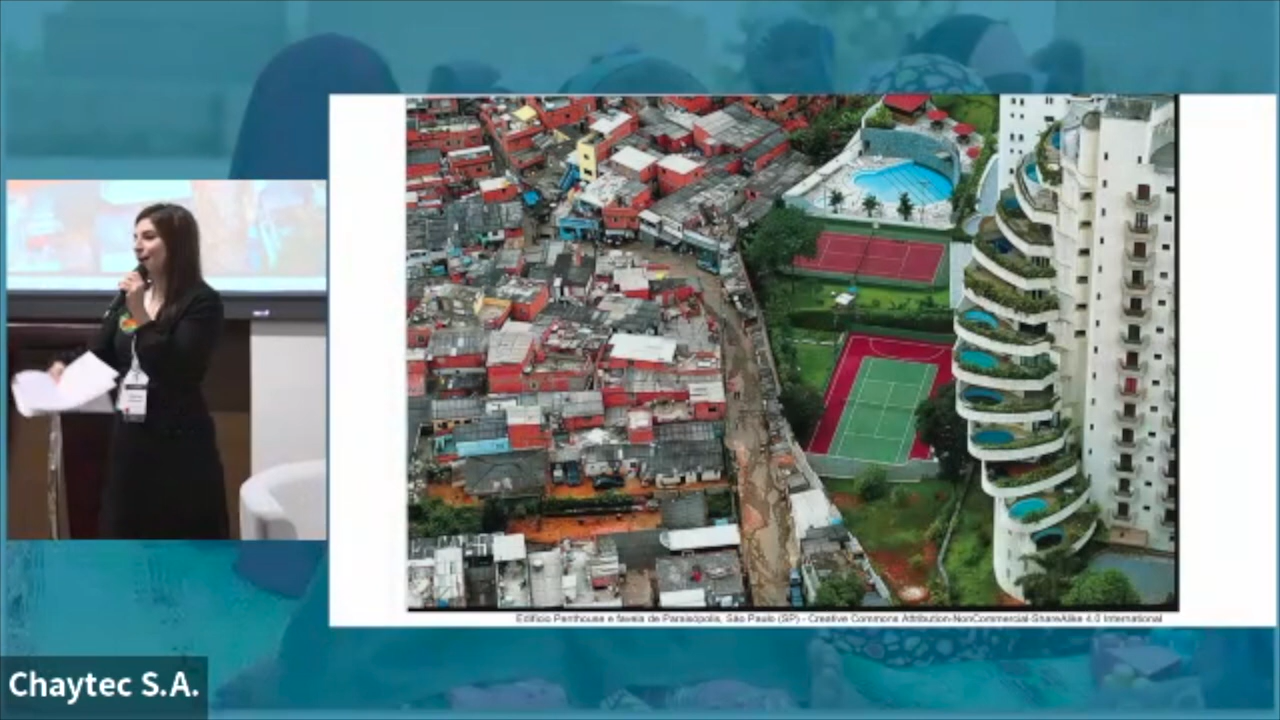 Edifício Penthouse e favela de Paraisópolis, São Paulo (SP) - Creative Commons Attribution-NonCommercial-ShareAlike 4.0 International
Chaytec S.A.